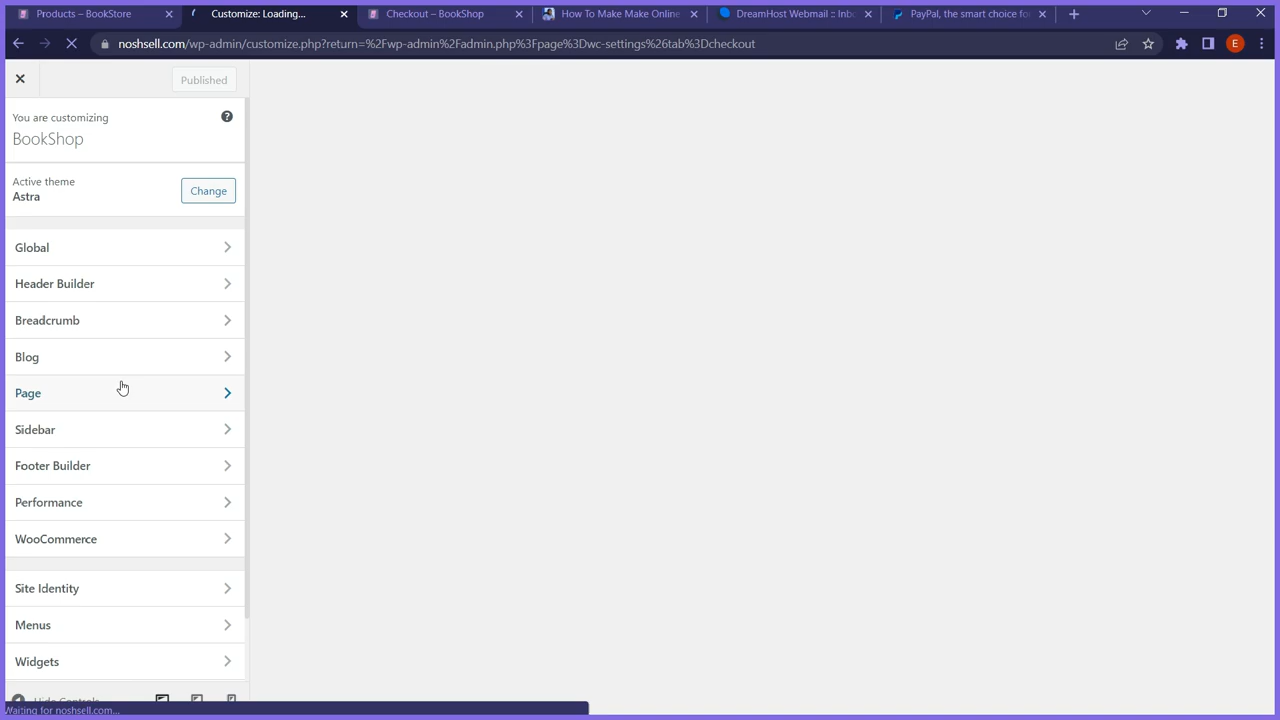 Products – BookStore
Customize: Loading...
Checkout – BookShop
How To Make Make Online
DreamHost Webmail :: Inbo
PayPal, the smart choice fo
noshsell.com/wp-admin/customize.php?return=%2Fwp-admin%2Fadmin.php%3Fpage%3Dwc-settings%26tab%3Dcheckout
E
Published
You are customizing
BookShop
Active theme
Astra
Change
Global
Header Builder
Breadcrumb
Blog
Page
Sidebar
Footer Builder
Performance
WooCommerce
Site Identity
Menus
Widgets
Hide Controls
Waiting for noshsell.com...